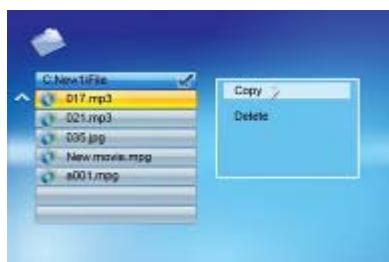 C:New1\File
017.mp3
021.mp3
035.jpg
New movie.mpg
a001.mpg
Copy
Delete